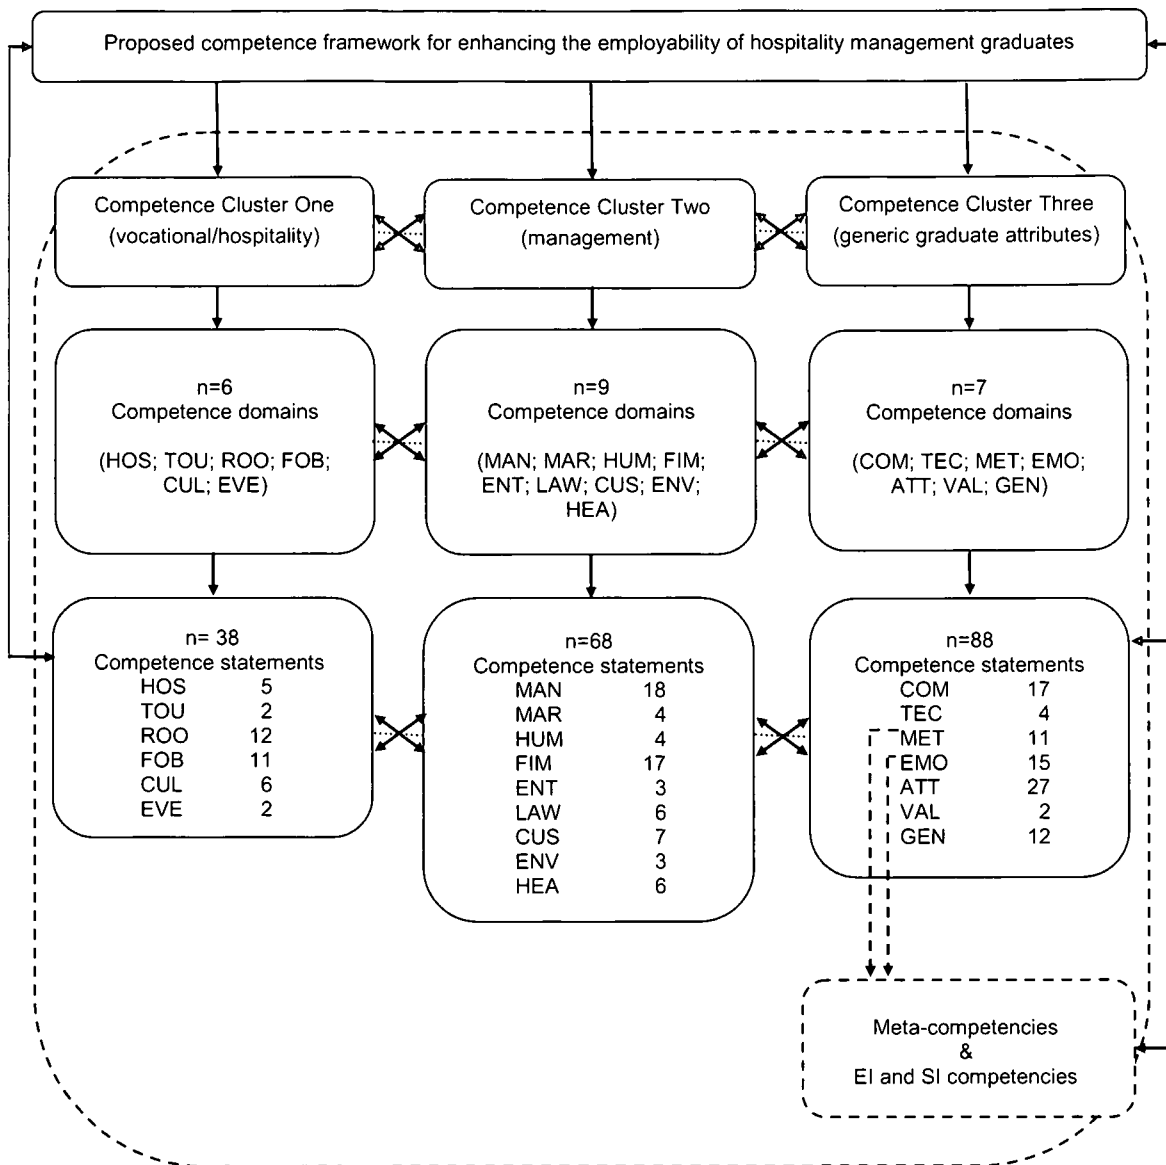 Proposed competence framework for enhancing the employability of hospitality management graduates
Competence Cluster One
(vocational/hospitality)
Competence Cluster Two
(management)
Competence Cluster Three
(generic graduate attributes)
n=6
Competence domains
(HOS; TOU; ROO; FOB;
CUL; EVE)
n=9
Competence domains
(MAN; MAR; HUM; FIM;
ENT; LAW; CUS; ENV;
HEA)
n=7
Competence domains
(COM; TEC; MET; EMO;
ATT; VAL; GEN)
n= 38
Competence statements
HOS 5
TOU 2
ROO 12
FOB 11
CUL 6
EVE 2
n=68
Competence statements
MAN 18
MAR 4
HUM 4
FIM 17
ENT 3
LAW 6
CUS 7
ENV 3
HEA 6
n=88
Competence statements
COM 17
TEC 4
MET 11
EMO 15
ATT 27
VAL 2
GEN 12
Meta-competencies
&
EI and SI competencies